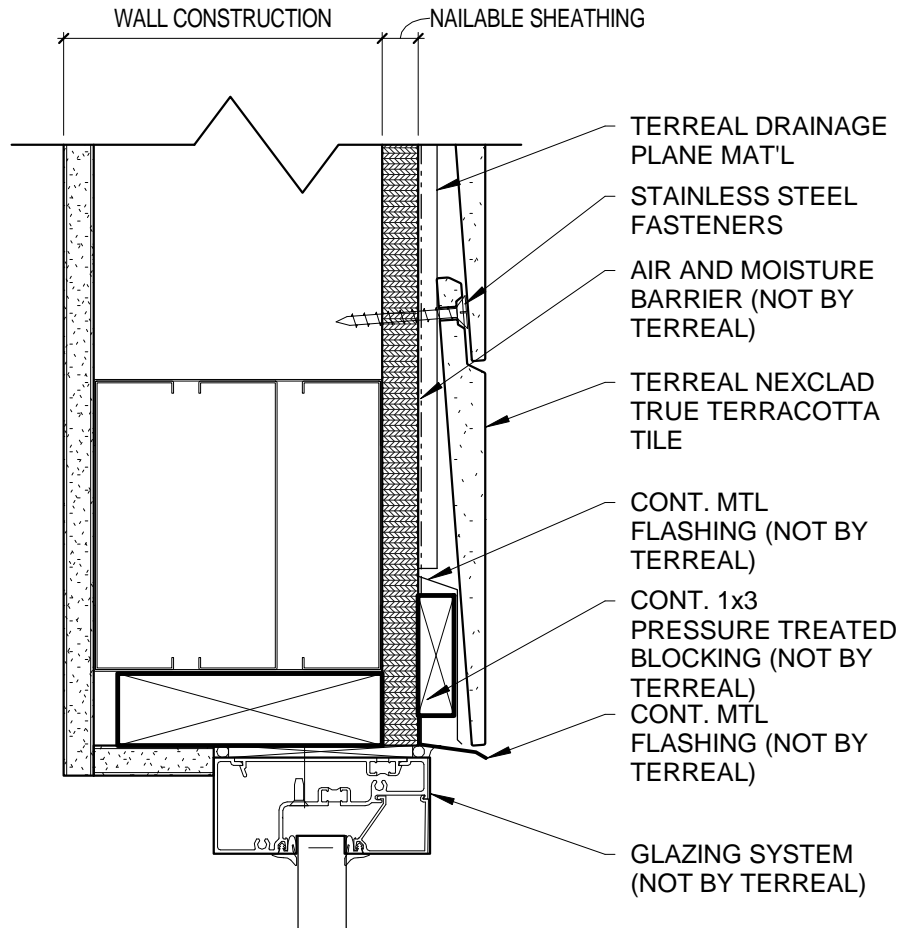 WALL CONSTRUCTION
NAILABLE SHEATHING
TERREAL DRAINAGE
PLANE MAT'L
STAINLESS STEEL
FASTENERS
AIR AND MOISTURE
BARRIER (NOT BY
TERREAL)
TERREAL NEXCLAD
TRUE TERRACOTTA
TILE
CONT. MTL
FLASHING (NOT BY
TERREAL)
CONT. 1x3
PRESSURE TREATED
BLOCKING (NOT BY
TERREAL)
CONT. MTL
FLASHING (NOT BY
TERREAL)
GLAZING SYSTEM
(NOT BY TERREAL)